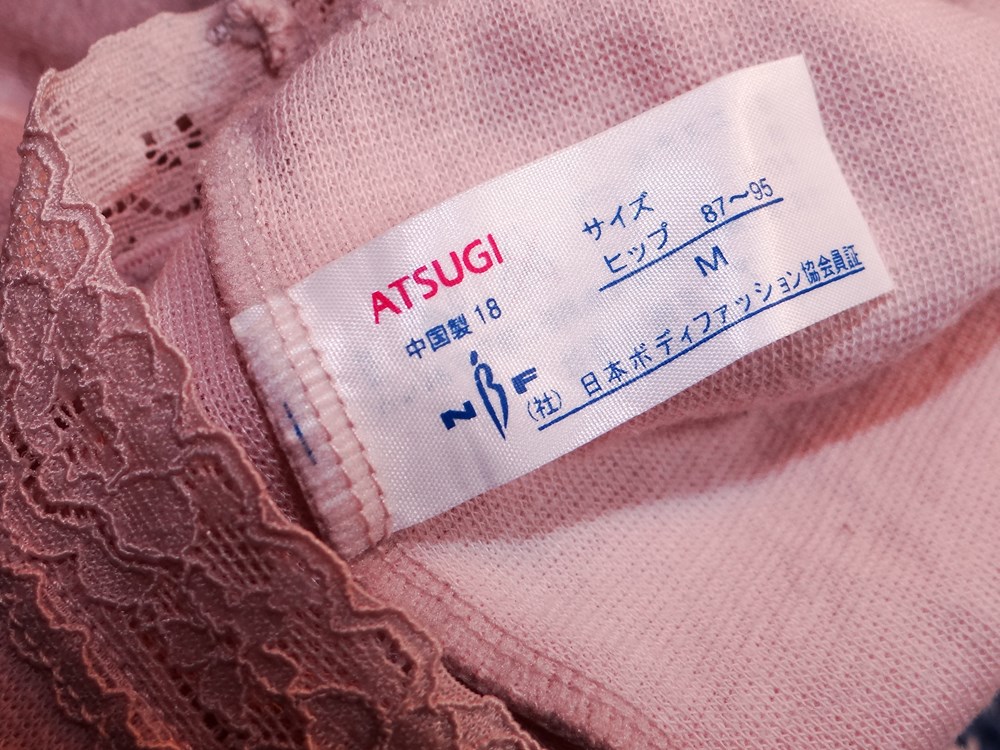 ATSUGI
中国製 18
サイズ
ヒップ 87〜95
M
NBF
(社) 日本ボディファッション協会員証